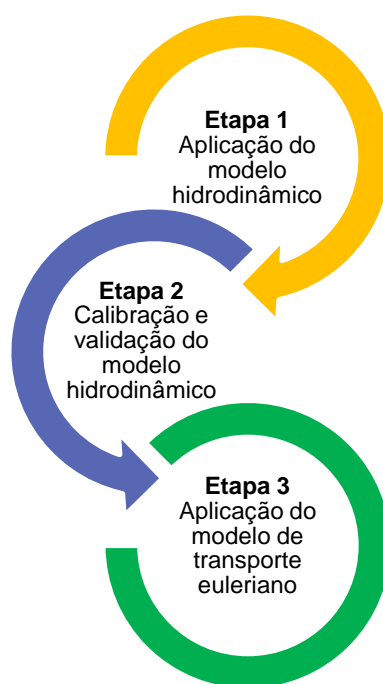 Etapa 1
Aplicação do
modelo
hidrodinâmico
Etapa 2
Calibração e
validação do
modelo
hidrodinâmico
Etapa 3
Aplicação do
modelo de
transporte
euleriano